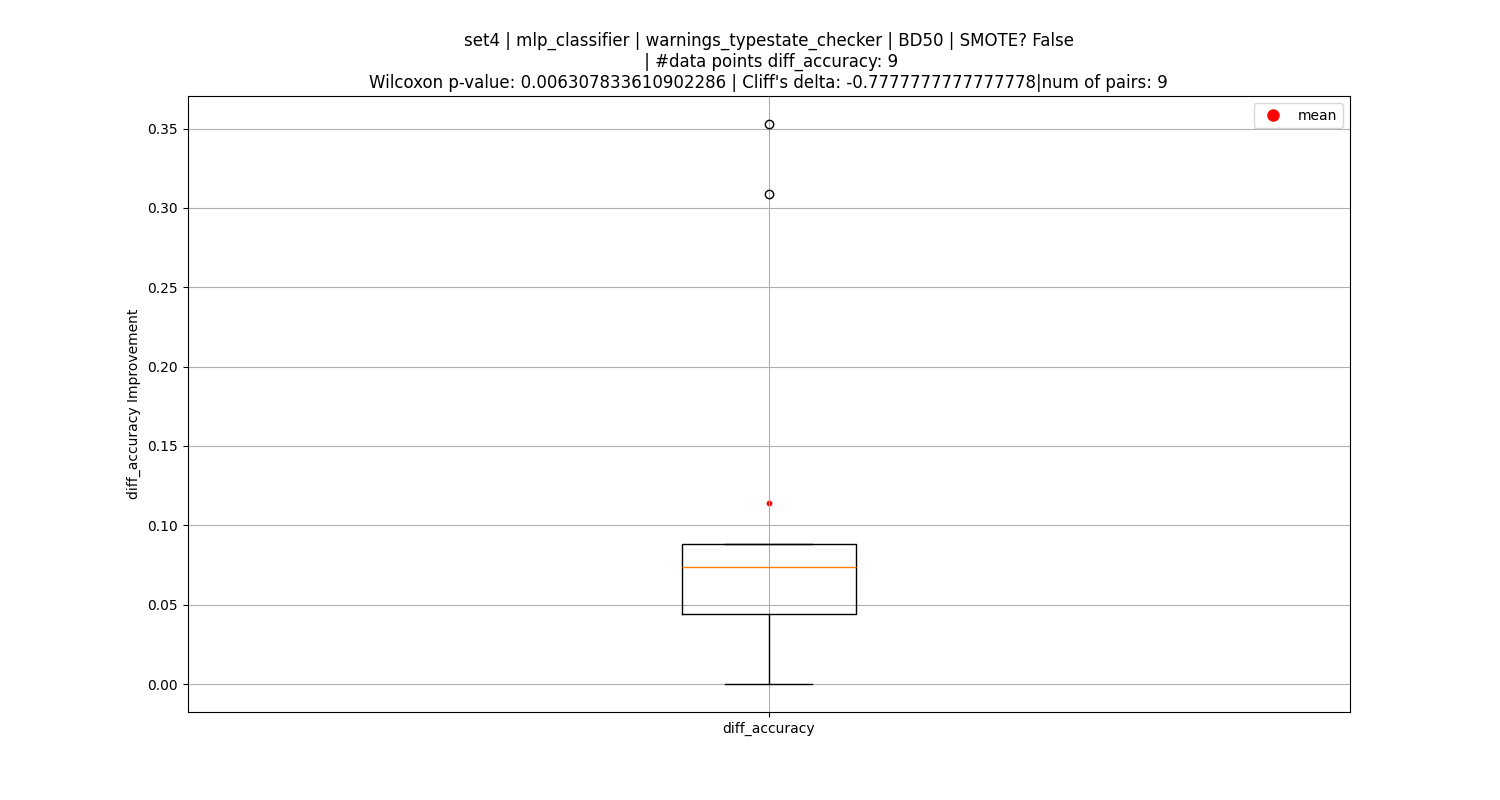 set4 | mlp_classifier | warnings_typestate_checker | BD50 | SMOTE? False
| #data points diff_accuracy: 9
Wilcoxon p-value: 0.006307833610902286 | Cliff's delta: -0.7777777777777778|num of pairs: 9
mean
0.35
0.30
0.25
0.20
0.15
0.10
0.05
0.00
diff_accuracy Improvement
diff_accuracy